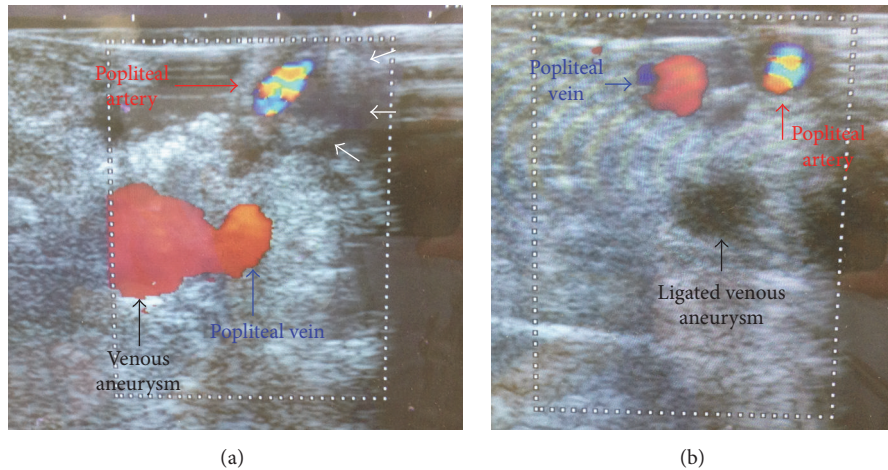 Popliteal
artery
Venous
aneurysm
Popliteal vein
Popliteal
vein
Popliteal
artery
Ligated venous
aneurysm
(a)
(b)